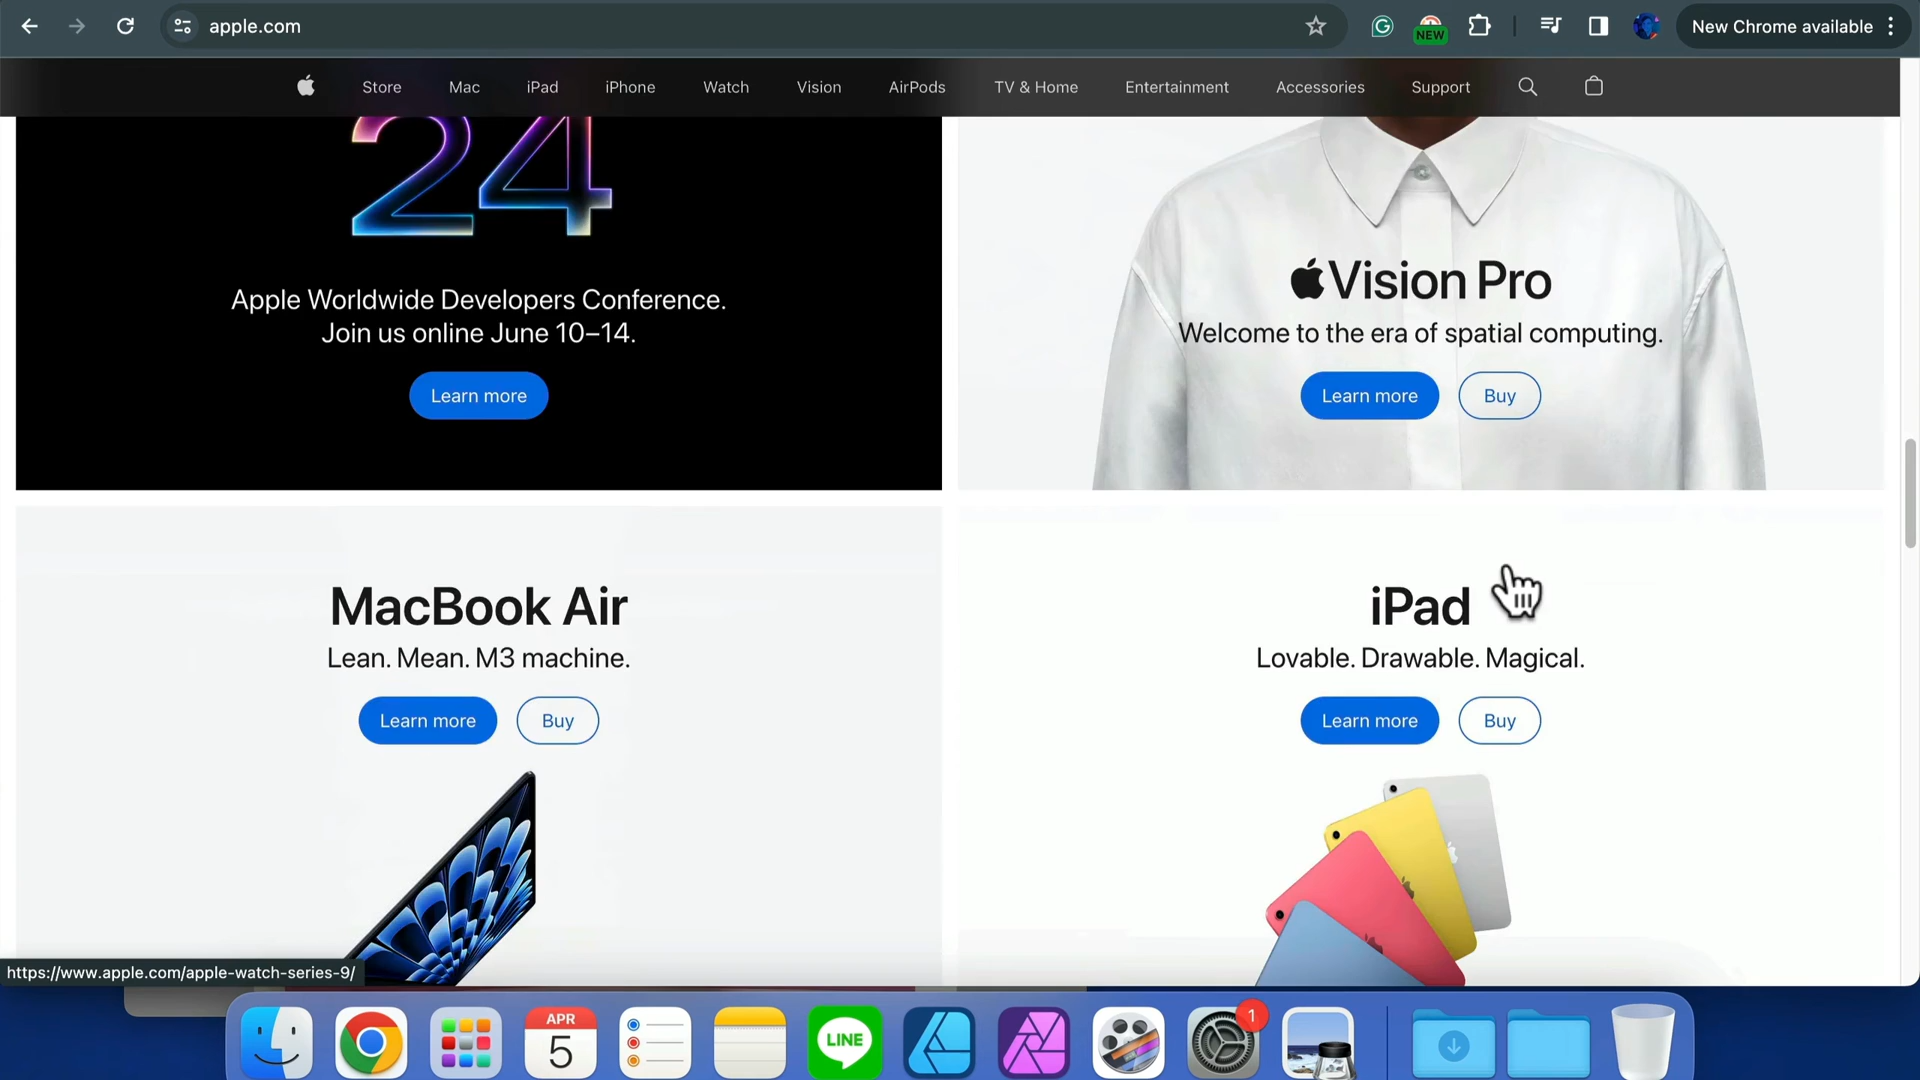 apple.com
NEW
New Chrome available
Store
Mac
iPad
iPhone
Watch
Vision
AirPods
TV & Home
Entertainment
Accessories
Support
24
Apple Worldwide Developers Conference.
Join us online June 10–14.
Learn more
Vision Pro
Welcome to the era of spatial computing.
Learn more
Buy
MacBook Air
Lean. Mean. M3 machine.
Learn more
Buy
iPad
Lovable. Drawable. Magical.
Learn more
Buy
https://www.apple.com/apple-watch-series-9/
APR
5
LINE
1